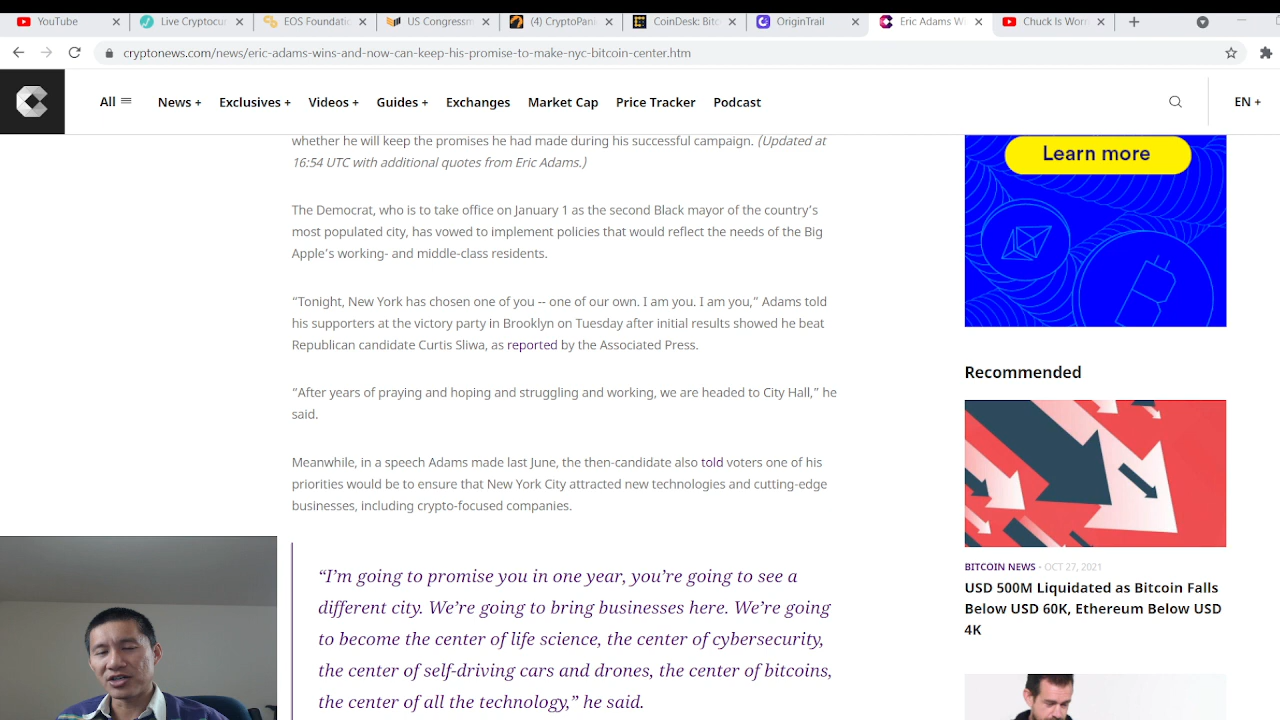 YouTube
Live Cryptocur
EOS Foundatio
US Congressm
(4) CryptoPan
CoinDesk: Bitc
OriginTrail
Eric Adams Wi
Chuck Is Worr
cryptonews.com/news/eric-adams-wins-and-now-can-keep-his-promise-to-make-nyc-bitcoin-center.htm
All
News +
Exclusives +
Videos +
Guides +
Exchanges
Market Cap
Price Tracker
Podcast
EN +
whether he will keep the promises he had made during his successful campaign. (Updated at
16:54 UTC with additional quotes from Eric Adams.)
The Democrat, who is to take office on January 1 as the second Black mayor of the country’s
most populated city, has vowed to implement policies that would reflect the needs of the Big
Apple’s working- and middle-class residents.
“Tonight, New York has chosen one of you -- one of our own. I am you. I am you,” Adams told
his supporters at the victory party in Brooklyn on Tuesday after initial results showed he beat
Republican candidate Curtis Sliwa, as reported by the Associated Press.
“After years of praying and hoping and struggling and working, we are headed to City Hall,” he
said.
Meanwhile, in a speech Adams made last June, the then-candidate also told voters one of his
priorities would be to ensure that New York City attracted new technologies and cutting-edge
businesses, including crypto-focused companies.
“I’m going to promise you in one year, you’re going to see a
different city. We’re going to bring businesses here. We’re going
to become the center of life science, the center of cybersecurity,
the center of self-driving cars and drones, the center of bitcoins,
the center of all the technology,” he said.
Learn more
Recommended
BITCOIN NEWS - OCT 27, 2021
USD 500M Liquidated as Bitcoin Falls
Below USD 60K, Ethereum Below USD
4K